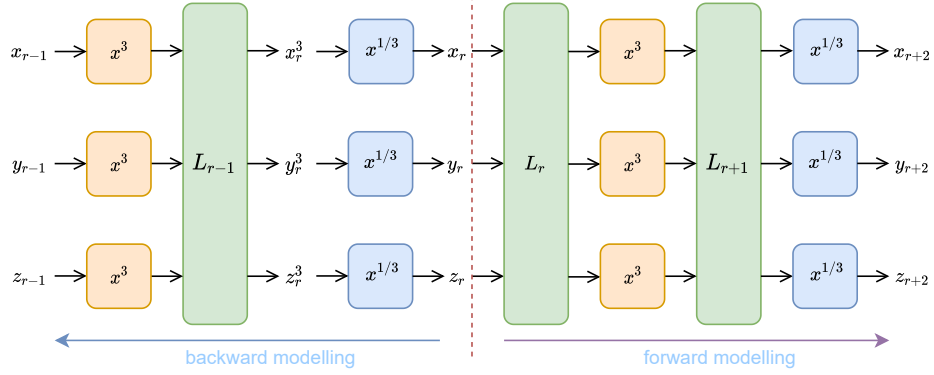 x_{r-1} x^3 x_r^3 x^{1/3} x_r x^3 x^{1/3} x_{r+2}
y_{r-1} x^3 L_{r-1} y_r^3 x^{1/3} y_r L_r x^3 L_{r+1} x^{1/3} y_{r+2}
z_{r-1} x^3 z_r^3 x^{1/3} z_r x^3 x^{1/3} z_{r+2}
backward modelling forward modelling